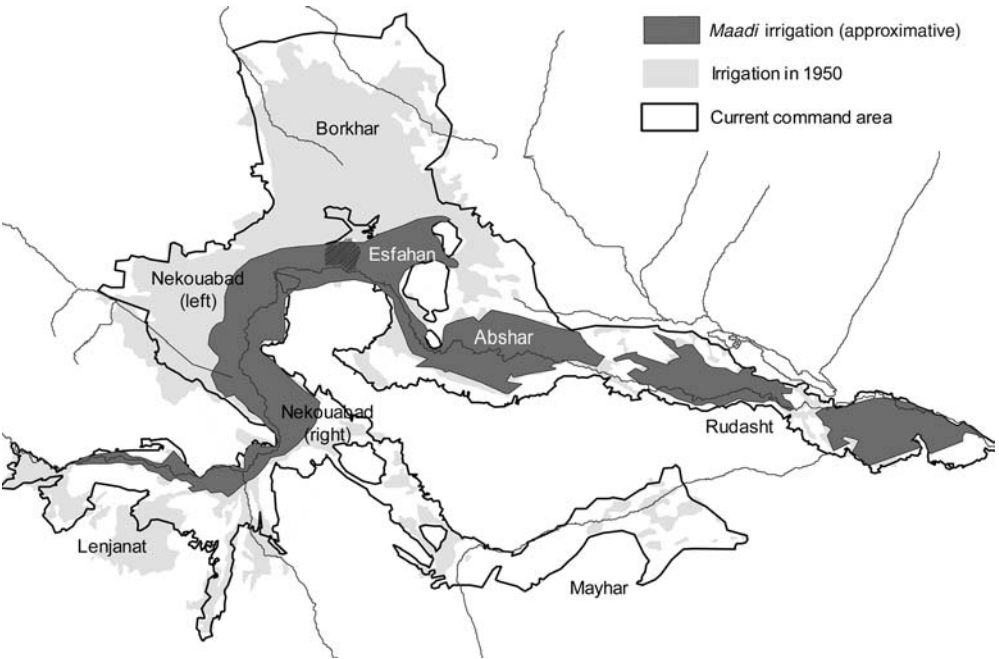 Maadi irrigation (approximative)
Irrigation in 1950
Current command area
Borkhar
Esfahan
Nekouabad
(left)
Abshar
Nekouabad
(right)
Rudasht
Lenjanat
Mayhar